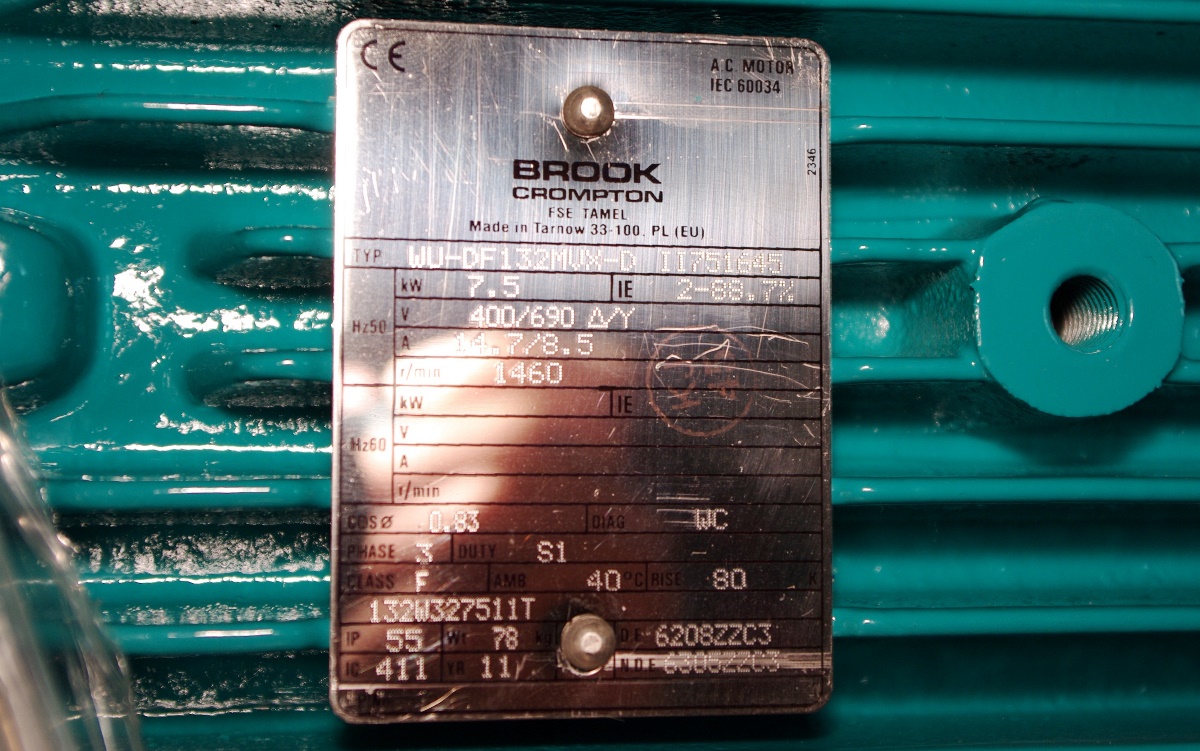 CE
A.C. MOTOR
IEC 60034
2346
BROOK
CROMPTON
FSE TAMEL
Made in Tarnow 33-100, PL (EU)
TYP WU-DF132MVX-D II751645
Hz50
kW 7.5 IE 2-88.7%
V 400/690 Δ/Y
A 14.7/8.5
r/min 1460
Hz60
kW IE
V
A
r/min
COS ø 0.83 DIAG WC
PHASE 3 DUTY S1 -
CLASS F AMB 40 °C RISE 80 K
132W327511T
IP 55 Wt 78 kg D.E- 6208ZZC3
IC 411 YR 11/ N.D.E